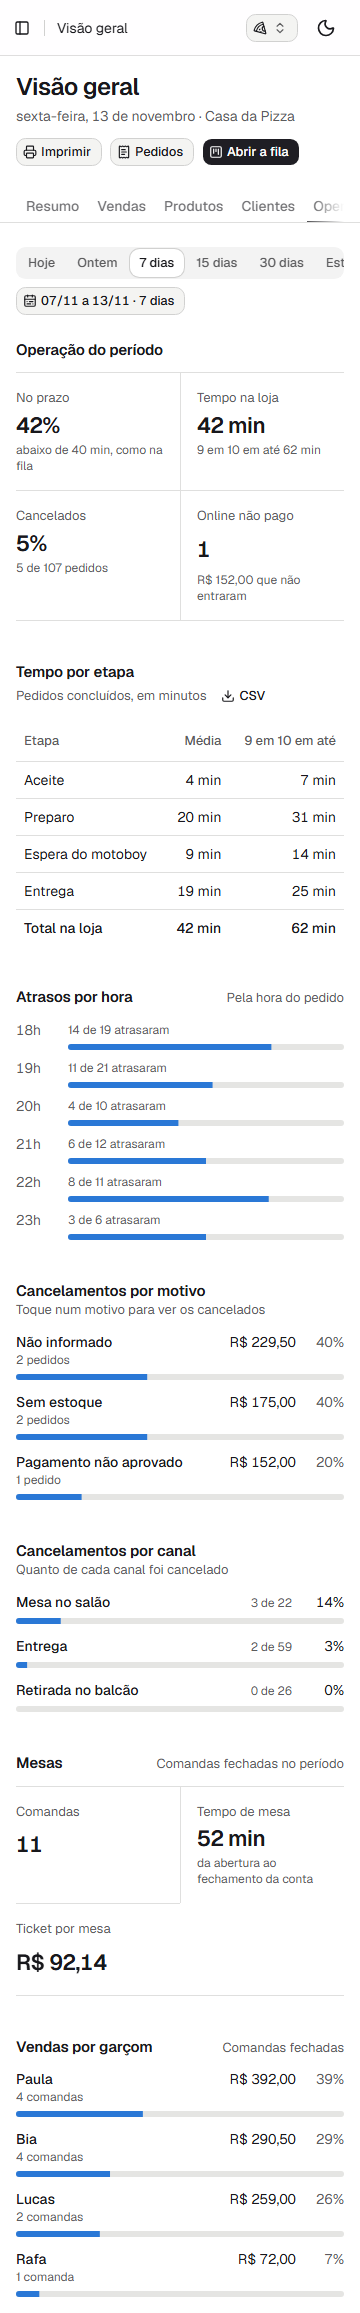 Visão geral
Visão geral
sexta-feira, 13 de novembro · Casa da Pizza
Imprimir
Pedidos
Abrir a fila
Resumo Vendas Produtos Clientes Ope
Hoje Ontem 7 dias 15 dias 30 dias Est
07/11 a 13/11 · 7 dias
Operação do período
No prazo
42%
abaixo de 40 min, como na
fila
Tempo na loja
42 min
9 em 10 em até 62 min
Cancelados
5%
5 de 107 pedidos
Online não pago
1
R$ 152,00 que não
entraram
Tempo por etapa
Pedidos concluídos, em minutos CSV
Etapa Média 9 em 10 em até
Aceite 4 min 7 min
Preparo 20 min 31 min
Espera do motoboy 9 min 14 min
Entrega 19 min 25 min
Total na loja 42 min 62 min
Atrasos por hora Pela hora do pedido
18h 14 de 19 atrasaram
19h 11 de 21 atrasaram
20h 4 de 10 atrasaram
21h 6 de 12 atrasaram
22h 8 de 11 atrasaram
23h 3 de 6 atrasaram
Cancelamentos por motivo
Toque num motivo para ver os cancelados
Não informado R$ 229,50 40%
2 pedidos
Sem estoque R$ 175,00 40%
2 pedidos
Pagamento não aprovado R$ 152,00 20%
1 pedido
Cancelamentos por canal
Quanto de cada canal foi cancelado
Mesa no salão 3 de 22 14%
Entrega 2 de 59 3%
Retirada no balcão 0 de 26 0%
Mesas Comandas fechadas no período
Comandas
11
Tempo de mesa
52 min
da abertura ao
fechamento da conta
Ticket por mesa
R$ 92,14
Vendas por garçom Comandas fechadas
Paula R$ 392,00 39%
4 comandas
Bia R$ 290,50 29%
4 comandas
Lucas R$ 259,00 26%
2 comandas
Rafa R$ 72,00 7%
1 comanda